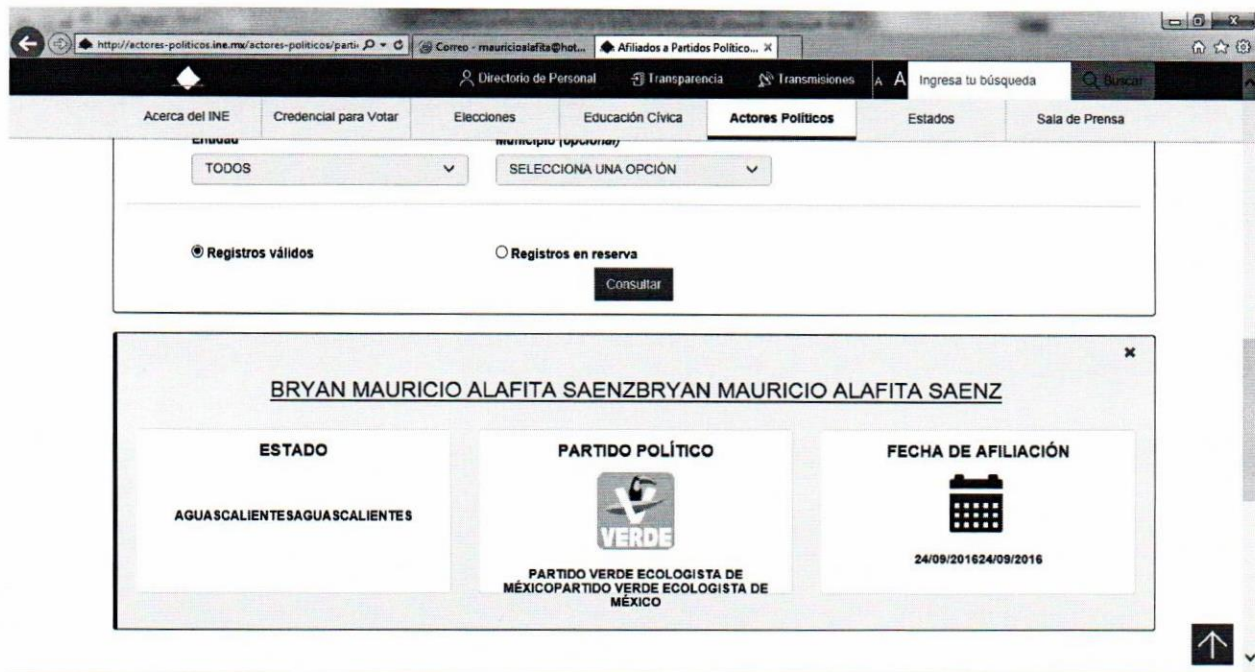 http://actores-politicos.ine.mx/actores-politicos/parti
Correo - mauricioalafita@hot...
Afiliados a Partidos Político... X
Directorio de Personal
Transparencia
Transmisiones
A A
Ingresa tu búsqueda
Buscar
Acerca del INE
Credencial para Votar
Elecciones
Educación Cívica
Actores Políticos
Estados
Sala de Prensa
Entidad
Municipio (opcional)
TODOS
SELECCIONA UNA OPCIÓN
Registros válidos
Registros en reserva
Consultar
BRYAN MAURICIO ALAFITA SAENZBRYAN MAURICIO ALAFITA SAENZ
ESTADO
AGUASCALIENTESAGUASCALIENTES
PARTIDO POLÍTICO
VERDE
PARTIDO VERDE ECOLOGISTA DE
MÉXICOPARTIDO VERDE ECOLOGISTA DE
MÉXICO
FECHA DE AFILIACIÓN
24/09/201624/09/2016